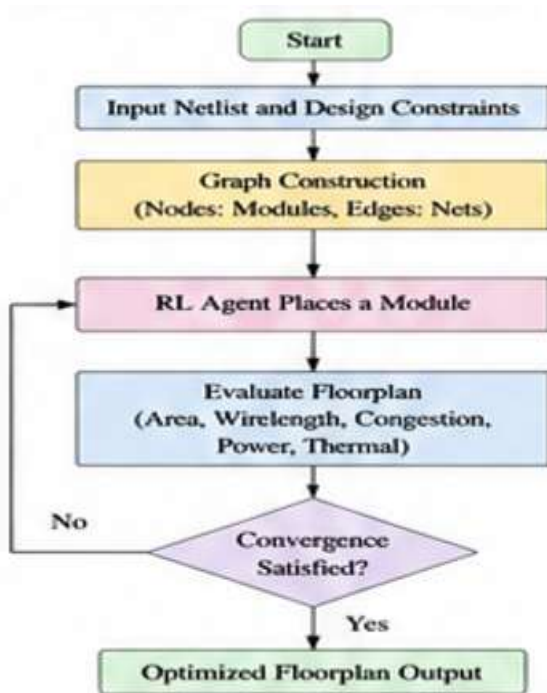 Start
Input Netlist and Design Constraints
Graph Construction
(Nodes: Modules, Edges: Nets)
RL Agent Places a Module
Evaluate Floorplan
(Area, Wirelength, Congestion,
Power, Thermal)
No
Convergence
Satisfied?
Yes
Optimized Floorplan Output